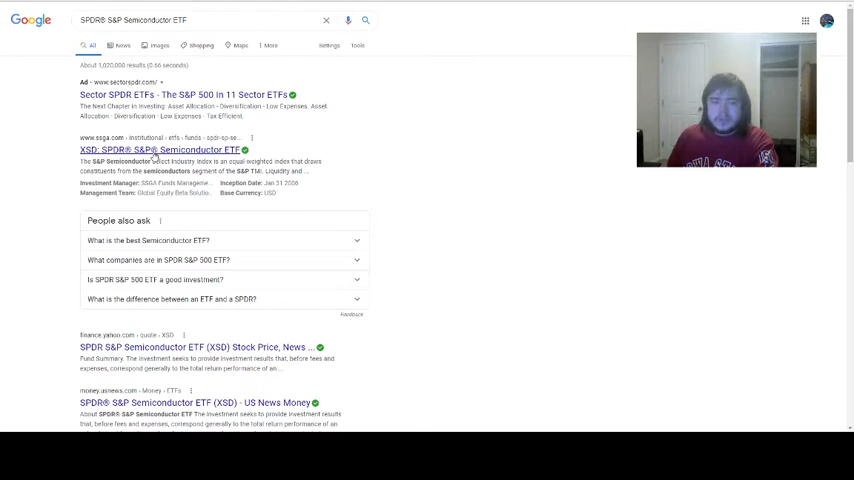 Google
SPDR® S&P Semiconductor ETF
All
News
Images
Shopping
Maps
More
Settings
Tools
About 1,020,000 results (0.66 seconds)
Ad · www.sectorspdr.com/
Sector SPDR ETFs - The S&P 500 In 11 Sector ETFs
The Next Chapter in Investing: Asset Allocation - Diversification - Low Expenses. Asset
Allocation · Diversification · Low Expenses · Tax Efficient.
www.ssga.com › institutional › etfs › funds › spdr-sp-se...
XSD: SPDR® S&P® Semiconductor ETF
The S&P Semiconductor Select Industry Index is an equal-weighted index that draws
constituents from the semiconductors segment of the S&P TMI. Liquidity and ...
Investment Manager: SSGA Funds Manageme...
Inception Date: Jan 31 2006
Management Team: Global Equity Beta Solutio...
Base Currency: USD
People also ask
What is the best Semiconductor ETF?
What companies are in SPDR S&P 500 ETF?
Is SPDR S&P 500 ETF a good investment?
What is the difference between an ETF and a SPDR?
Feedback
finance.yahoo.com › quote › XSD
SPDR S&P Semiconductor ETF (XSD) Stock Price, News ...
Fund Summary. The investment seeks to provide investment results that, before fees and
expenses, correspond generally to the total return performance of an ...
money.usnews.com › Money › ETFs
SPDR® S&P Semiconductor ETF (XSD) - US News Money
About SPDR® S&P Semiconductor ETF The investment seeks to provide investment results
that, before fees and expenses, correspond generally to the total return performance of an